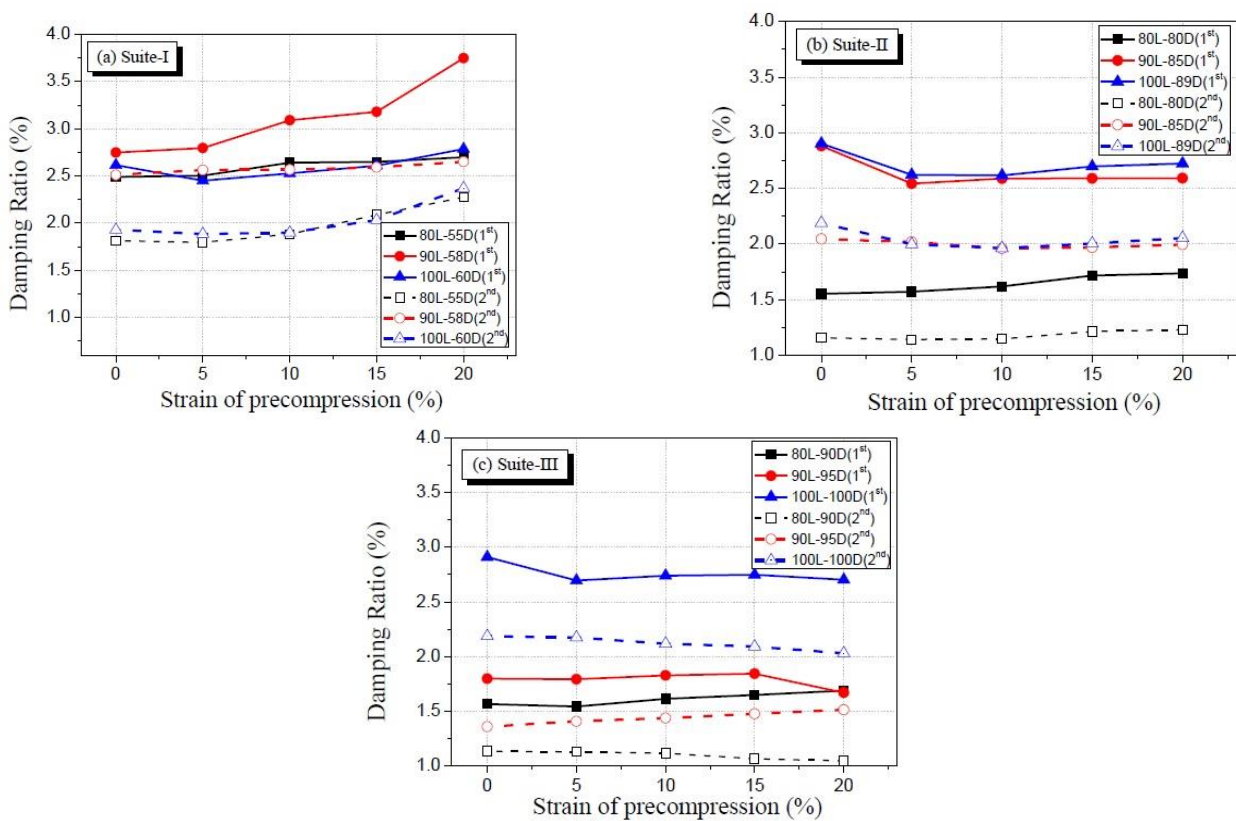 (a) Suite-I
Damping Ratio (%)
4.0
3.5
3.0
2.5
2.0
1.5
1.0
80L-55D(1st)
90L-58D(1st)
100L-60D(1st)
80L-55D(2nd)
90L-58D(2nd)
100L-60D(2nd)
0 5 10 15 20
Strain of precompression (%)
(b) Suite-II
Damping Ratio (%)
4.0
3.5
3.0
2.5
2.0
1.5
1.0
80L-80D(1st)
90L-85D(1st)
100L-89D(1st)
80L-80D(2nd)
90L-85D(2nd)
100L-89D(2nd)
0 5 10 15 20
Strain of precompression (%)
(c) Suite-III
Damping Ratio (%)
4.0
3.5
3.0
2.5
2.0
1.5
1.0
80L-90D(1st)
90L-95D(1st)
100L-100D(1st)
80L-90D(2nd)
90L-95D(2nd)
100L-100D(2nd)
0 5 10 15 20
Strain of precompression (%)